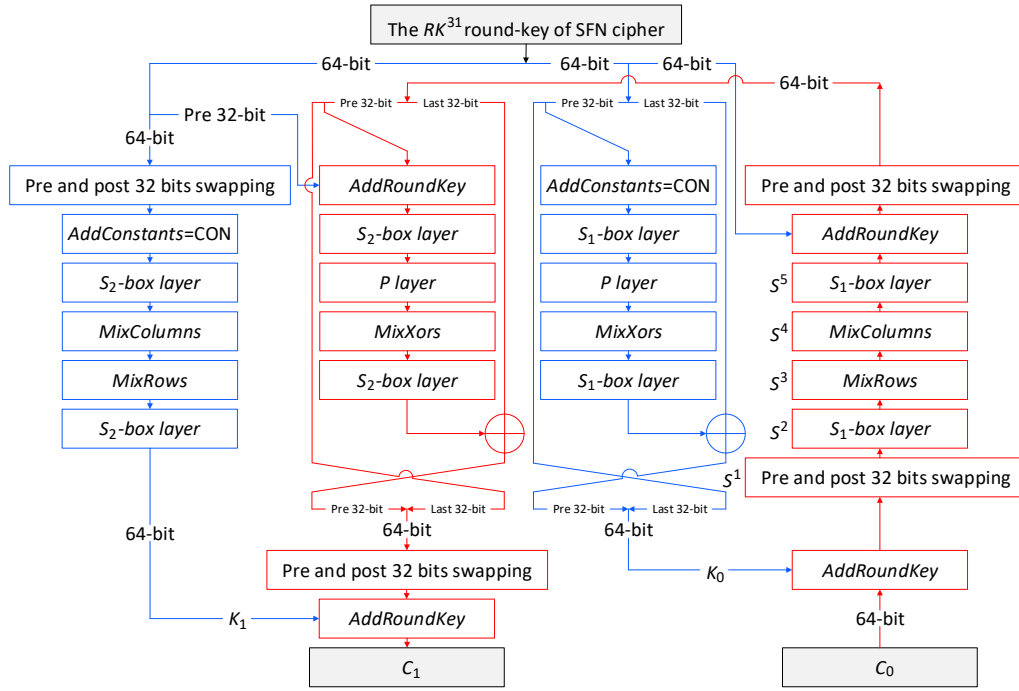 The RK³¹ round-key of SFN cipher
64-bit 64-bit 64-bit
64-bit
Pre 32-bit Last 32-bit Pre 32-bit Last 32-bit
Pre 32-bit
64-bit
Pre and post 32 bits swapping AddRoundKey AddConstants=CON Pre and post 32 bits swapping
AddConstants=CON S₂-box layer S₁-box layer AddRoundKey
S₂-box layer P layer P layer S⁵ S₁-box layer
MixColumns MixXors MixXors S⁴ MixColumns
MixRows S₂-box layer S₁-box layer S³ MixRows
S₂-box layer S² S₁-box layer
S¹ Pre and post 32 bits swapping
Pre 32-bit Last 32-bit Pre 32-bit Last 32-bit
64-bit 64-bit 64-bit
Pre and post 32 bits swapping K₀ AddRoundKey
K₁ AddRoundKey 64-bit
C₁ C₀